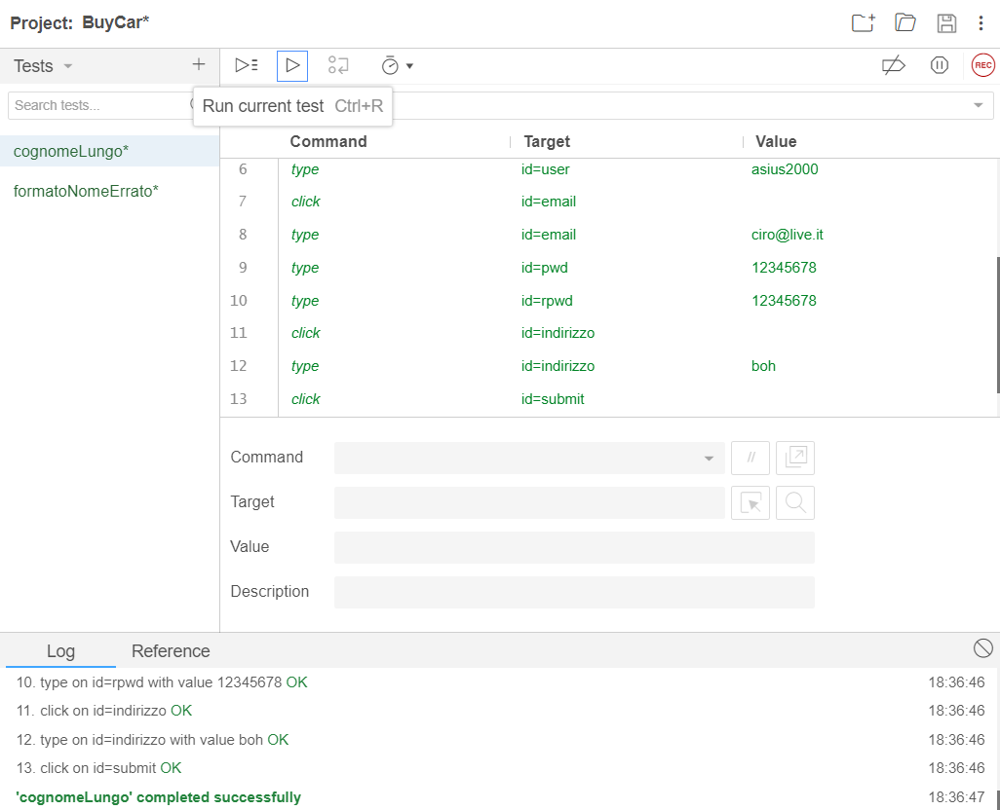 Project: BuyCar*
Tests
REC
Search tests...
Run current test Ctrl+R
cognomeLungo*
formatoNomeErrato*
Command Target Value
6 type id=user asius2000
7 click id=email
8 type id=email ciro@live.it
9 type id=pwd 12345678
10 type id=rpwd 12345678
11 click id=indirizzo
12 type id=indirizzo boh
13 click id=submit
Command //
Target
Value
Description
Log Reference
10. type on id=rpwd with value 12345678 OK 18:36:46
11. click on id=indirizzo OK 18:36:46
12. type on id=indirizzo with value boh OK 18:36:46
13. click on id=submit OK 18:36:46
'cognomeLungo' completed successfully 18:36:47